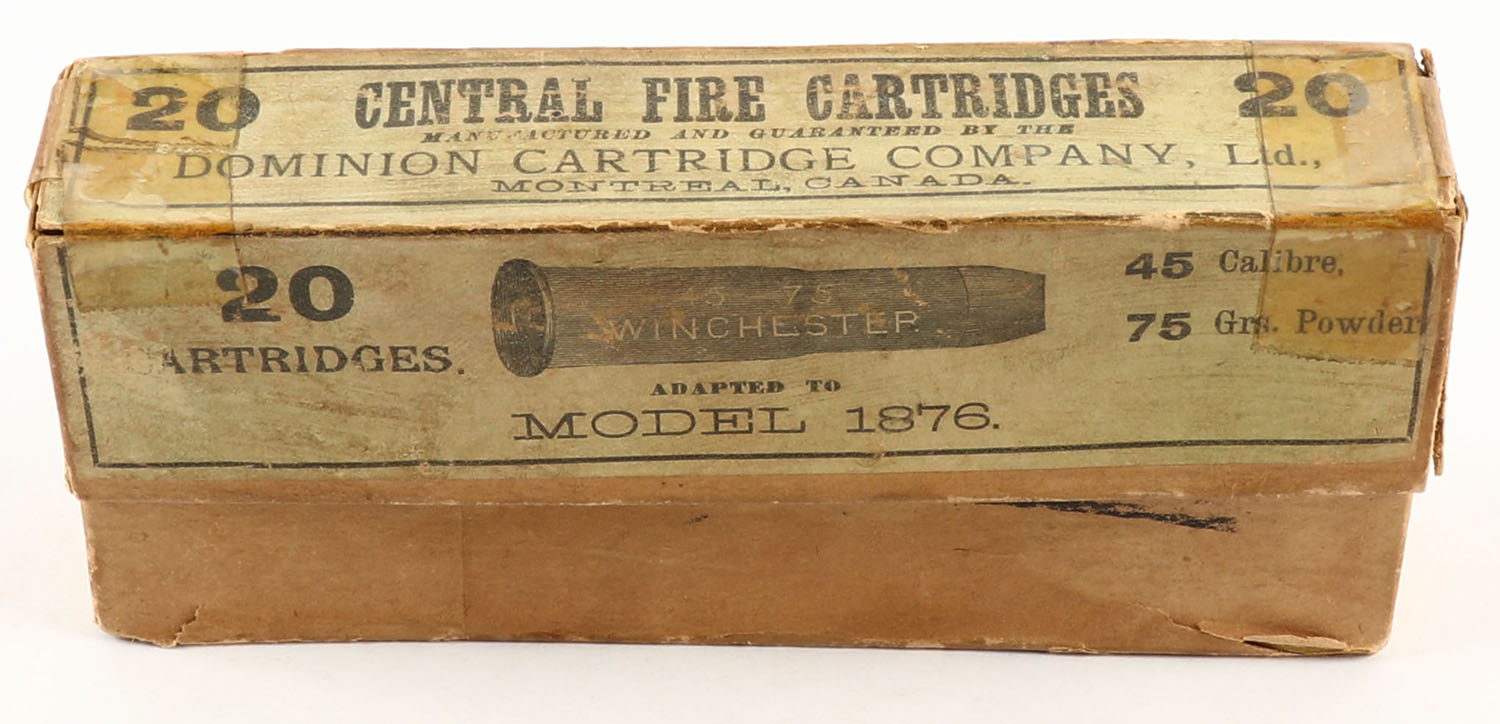 20 CENTRAL FIRE CARTRIDGES 20
MANUFACTURED AND GUARANTEED BY THE
DOMINION CARTRIDGE COMPANY, Ltd.,
MONTREAL, CANADA.
20
CARTRIDGES.
45 75
WINCHESTER
ADAPTED TO
MODEL 1876.
45 Calibre,
75 Grs. Powder